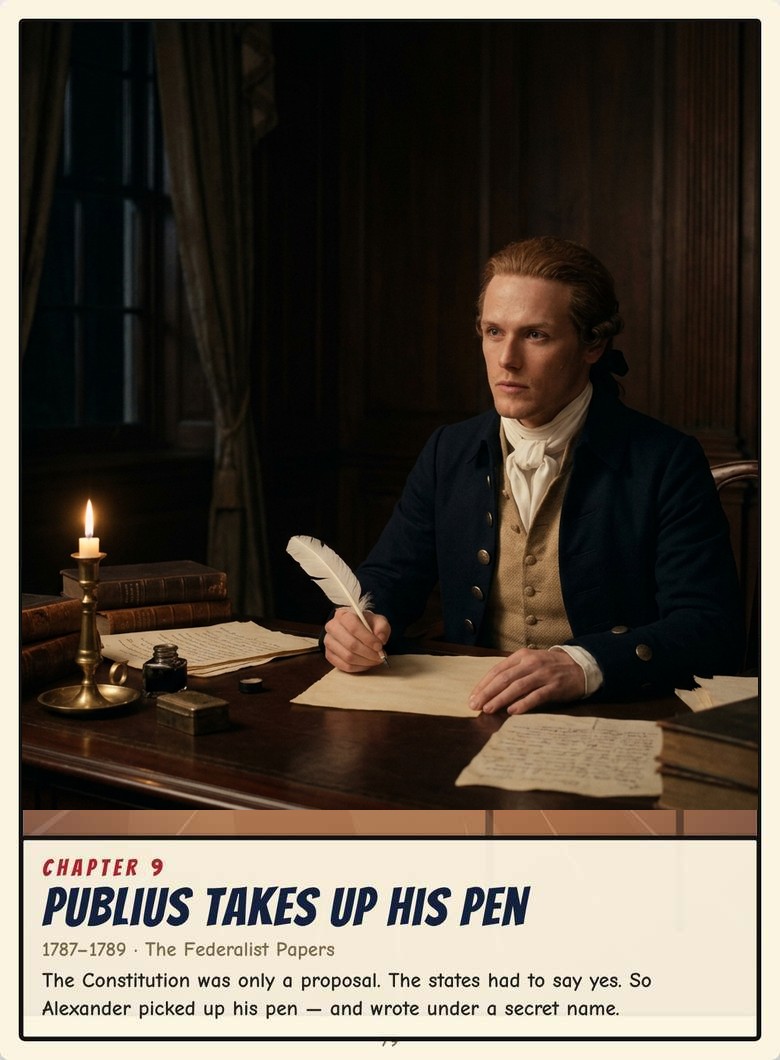 CHAPTER 9
PUBLIUS TAKES UP HIS PEN
1787–1789 · The Federalist Papers
The Constitution was only a proposal. The states had to say yes. So
Alexander picked up his pen — and wrote under a secret name.